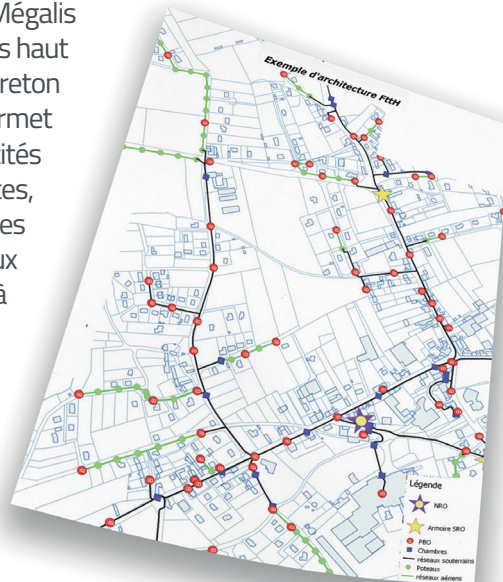 Mégalis
s haut
reton
rmet
ités
es,
es
ux
à
Exemple d'architecture FttH
Légende
NRO
Armoire SRO
PBO
Chambres
réseaux souterrains
Poteaux
réseaux aériens